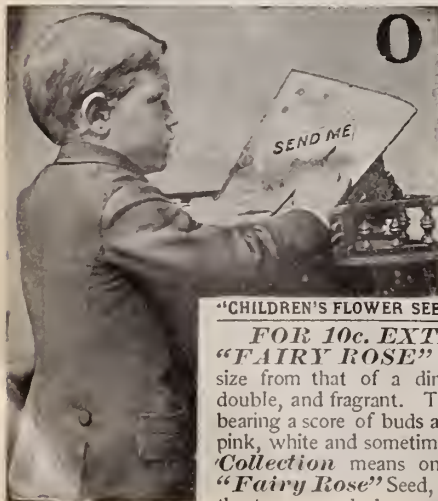 O
SEND ME
"CHILDREN'S FLOWER SEE
FOR 10c. EXT
"FAIRY ROSE"
size from that of a dim
double, and fragrant. T
bearing a score of buds a
pink, white and sometim
Collection means on
"Fairy Rose" Seed,